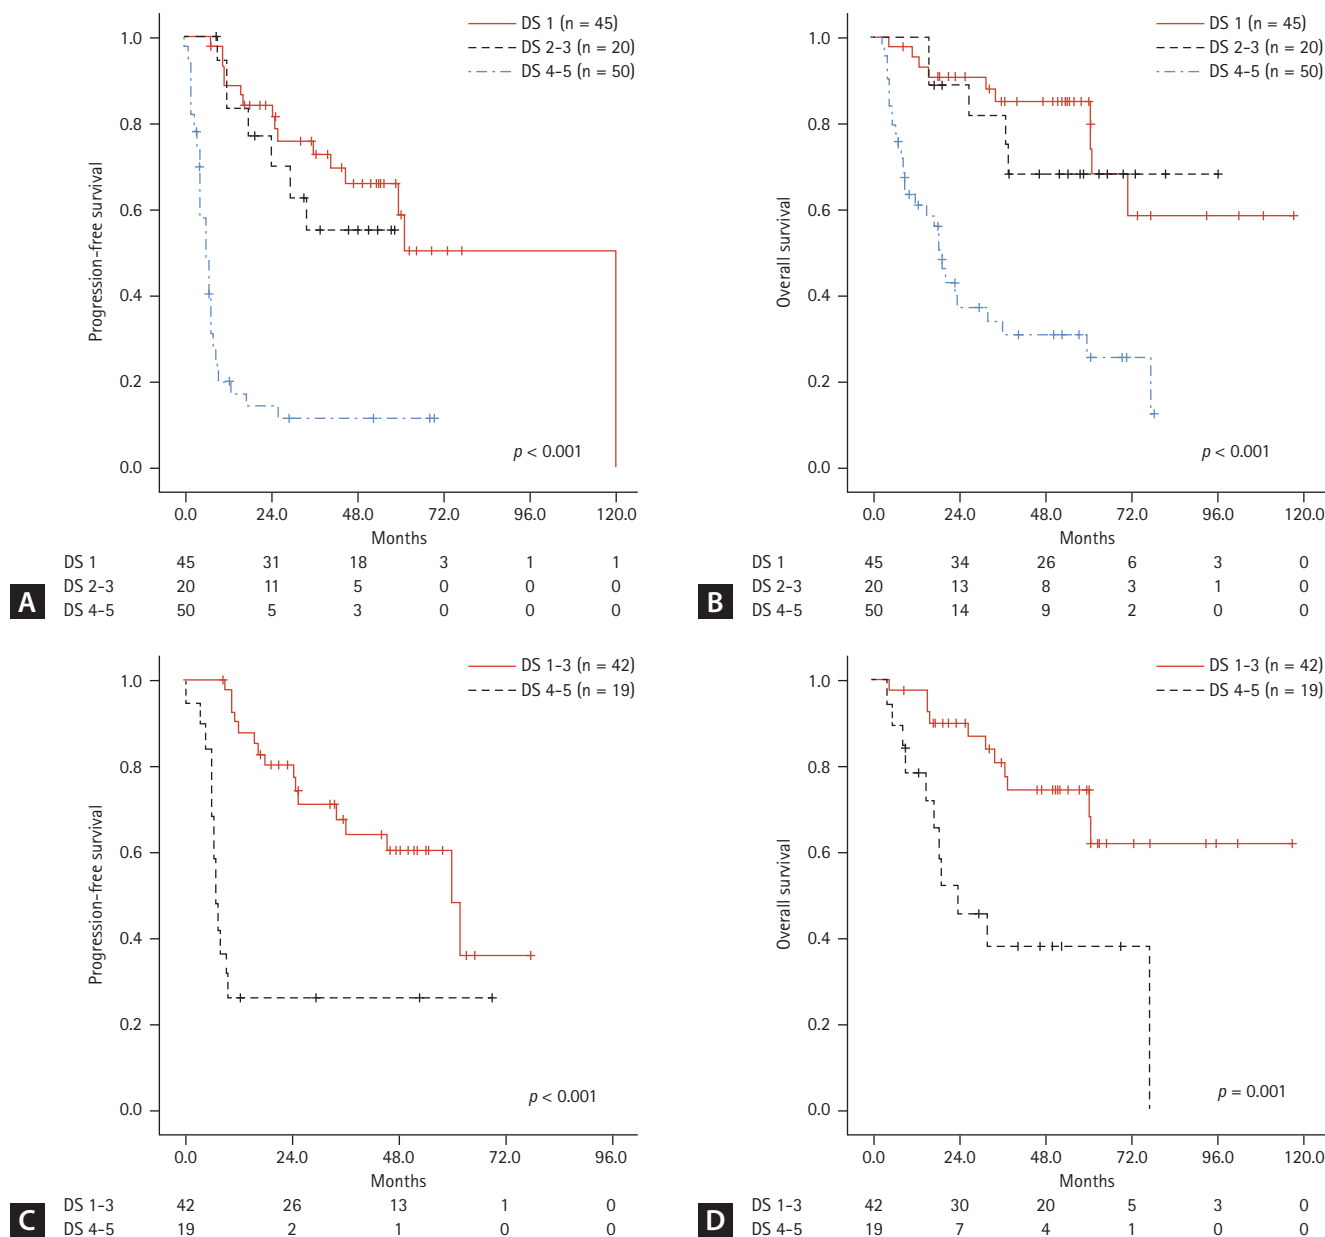 DS 1 (n = 45)
DS 2-3 (n = 20)
DS 4-5 (n = 50)
1.0
0.8
0.6
0.4
0.2
0.0
Progression-free survival
p < 0.001
0.0 24.0 48.0 72.0 96.0 120.0
Months
DS 1 45 31 18 3 1 1
DS 2-3 20 11 5 0 0 0
DS 4-5 50 5 3 0 0 0
A
DS 1 (n = 45)
DS 2-3 (n = 20)
DS 4-5 (n = 50)
1.0
0.8
0.6
0.4
0.2
0.0
Overall survival
p < 0.001
0.0 24.0 48.0 72.0 96.0 120.0
Months
DS 1 45 34 26 6 3 0
DS 2-3 20 13 8 3 1 0
DS 4-5 50 14 9 2 0 0
B
DS 1-3 (n = 42)
DS 4-5 (n = 19)
1.0
0.8
0.6
0.4
0.2
0.0
Progression-free survival
p < 0.001
0.0 24.0 48.0 72.0 96.0
Months
DS 1-3 42 26 13 1 0
DS 4-5 19 2 1 0 0
C
DS 1-3 (n = 42)
DS 4-5 (n = 19)
1.0
0.8
0.6
0.4
0.2
0.0
Overall survival
p = 0.001
0.0 24.0 48.0 72.0 96.0 120.0
Months
DS 1-3 42 30 20 5 3 0
DS 4-5 19 7 4 1 0 0
D